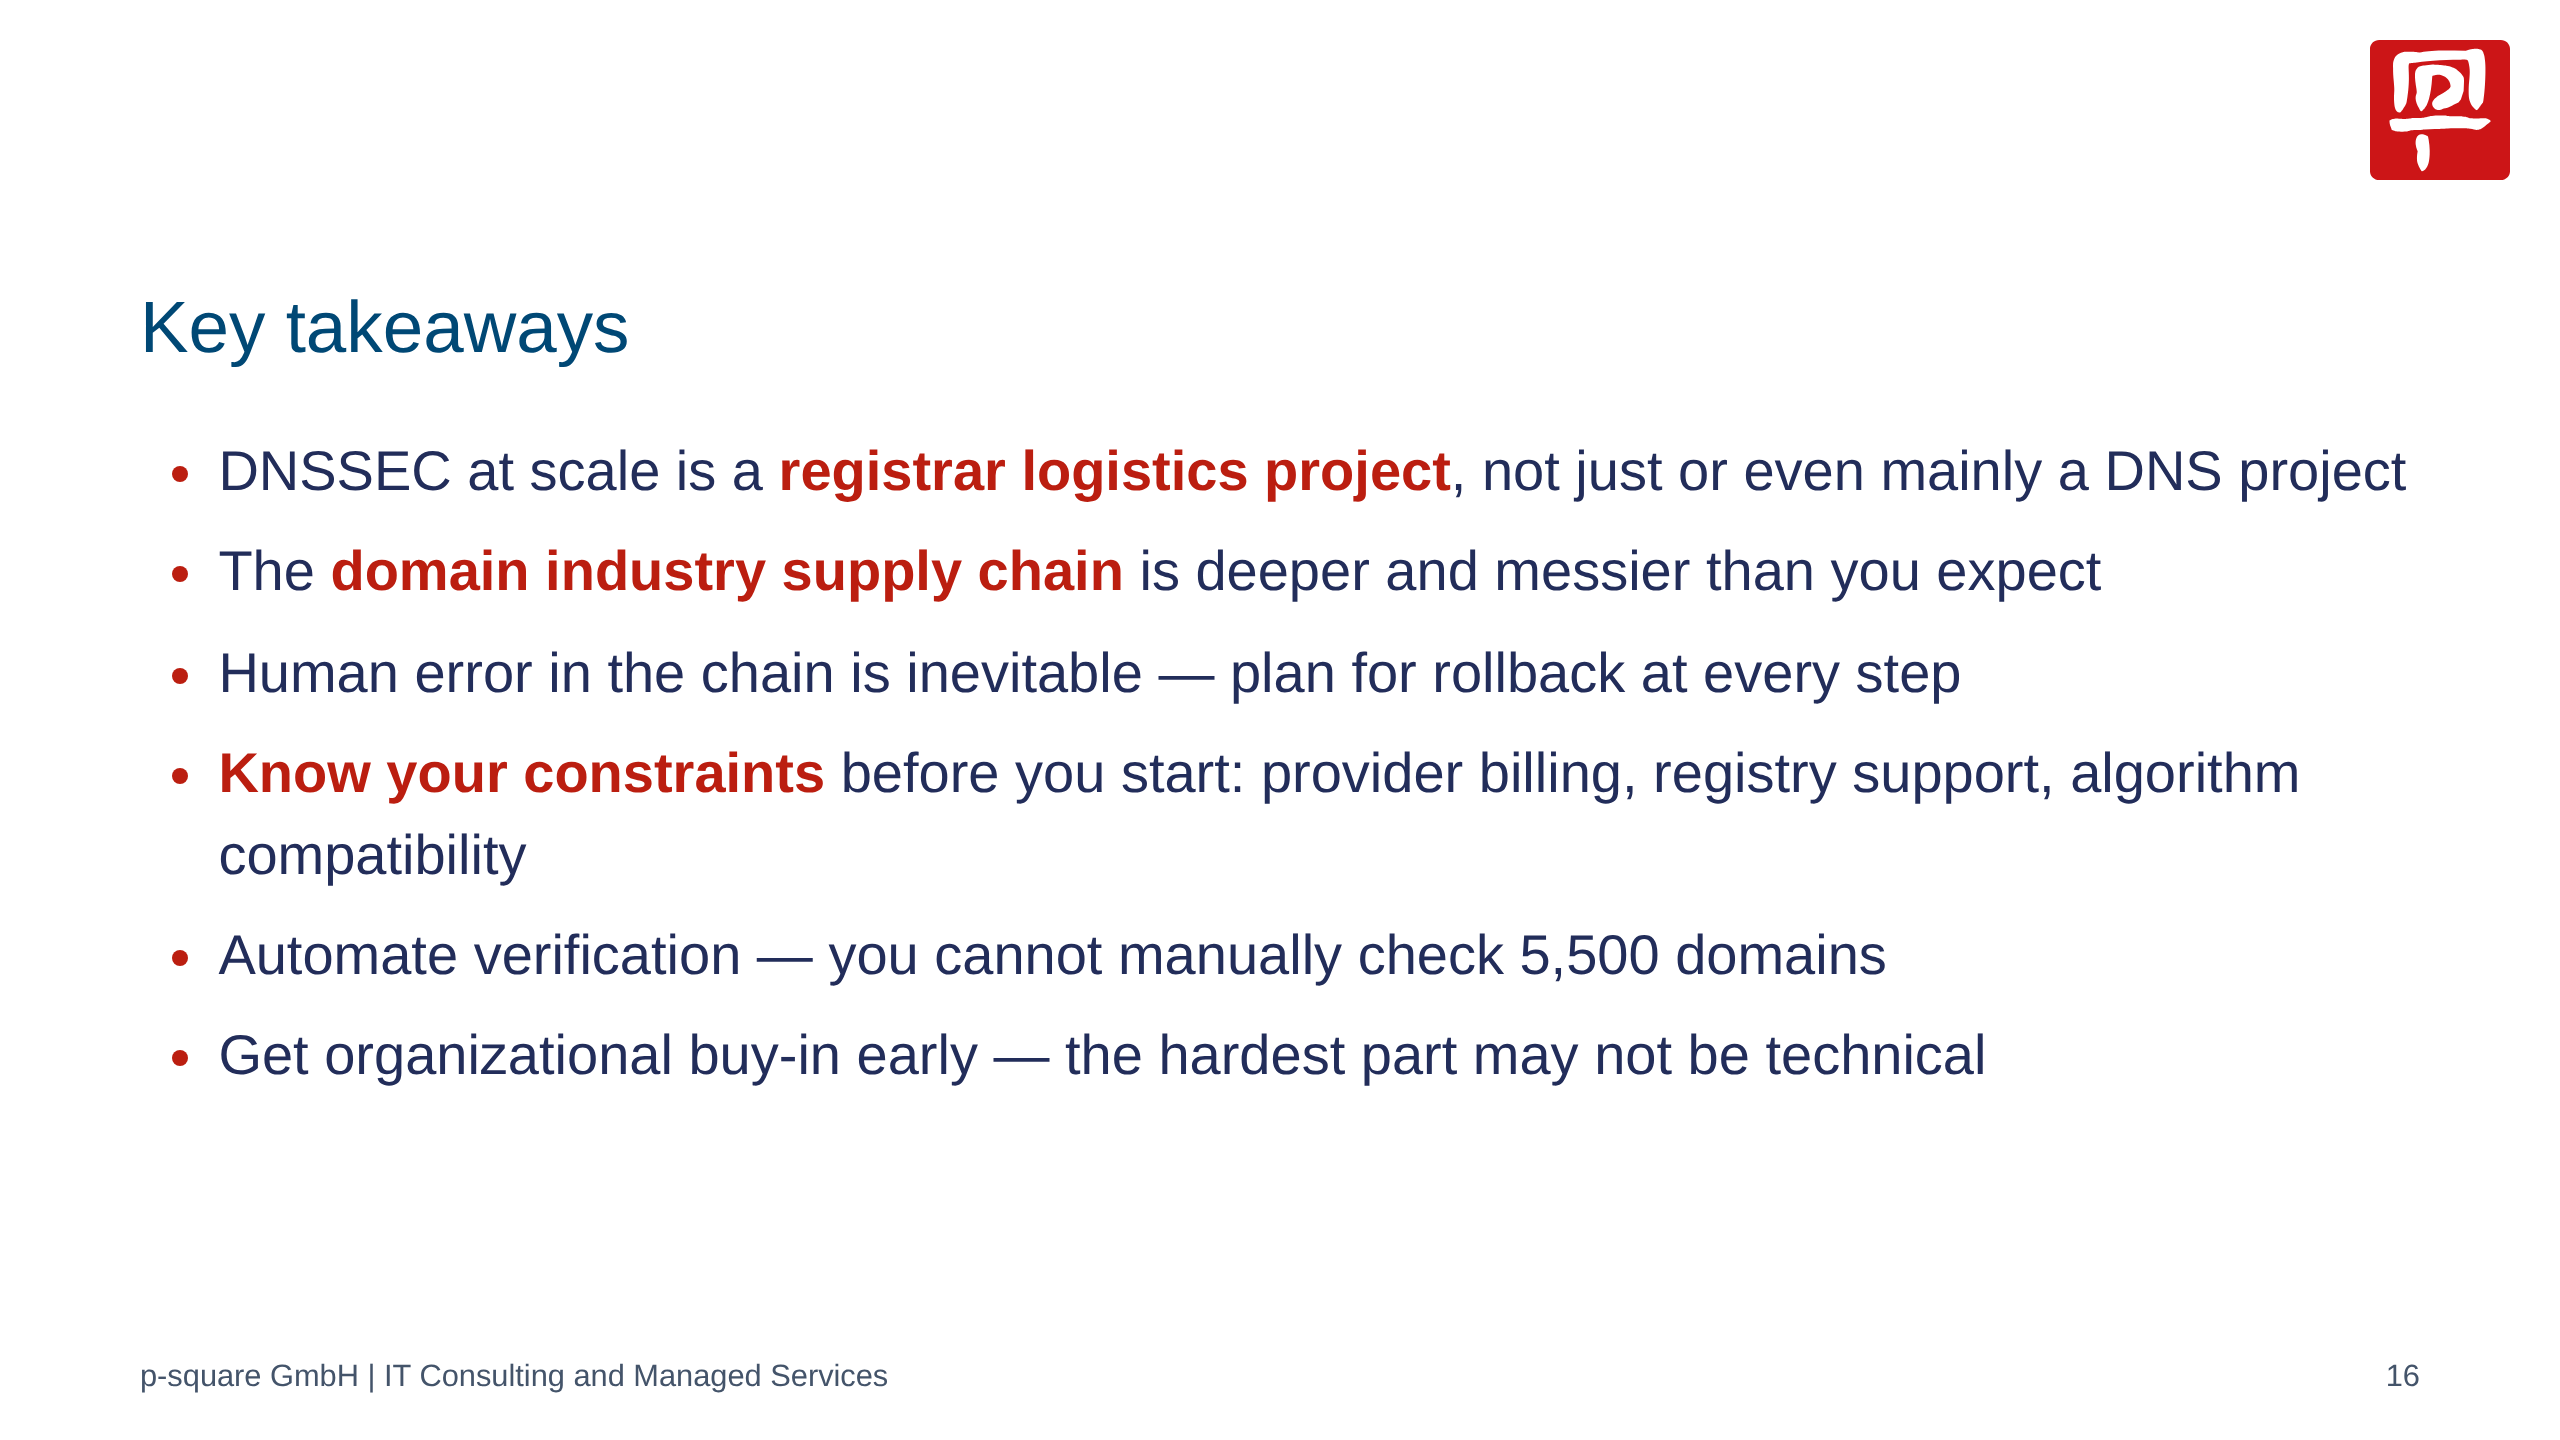 Key takeaways
• DNSSEC at scale is a registrar logistics project, not just or even mainly a DNS project
• The domain industry supply chain is deeper and messier than you expect
• Human error in the chain is inevitable — plan for rollback at every step
• Know your constraints before you start: provider billing, registry support, algorithm
compatibility
• Automate verification — you cannot manually check 5,500 domains
• Get organizational buy-in early — the hardest part may not be technical
p-square GmbH | IT Consulting and Managed Services
16